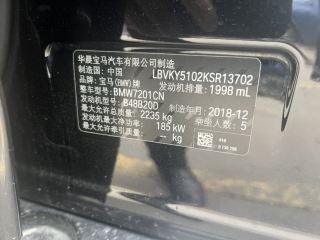 华晨宝马汽车有限公司制造
制造国：中国 LBVKY5102KSR13702
品牌：宝马(BMW)牌 发动机排量：1998 mL
整车型号：BMW7201CN
发动机型号：B48B20D 制造年月：2018-12
最大允许总质量：2235 kg 乘坐人数：5
发动机最大净功率：185 kW
最大允许牵引质量：— kg